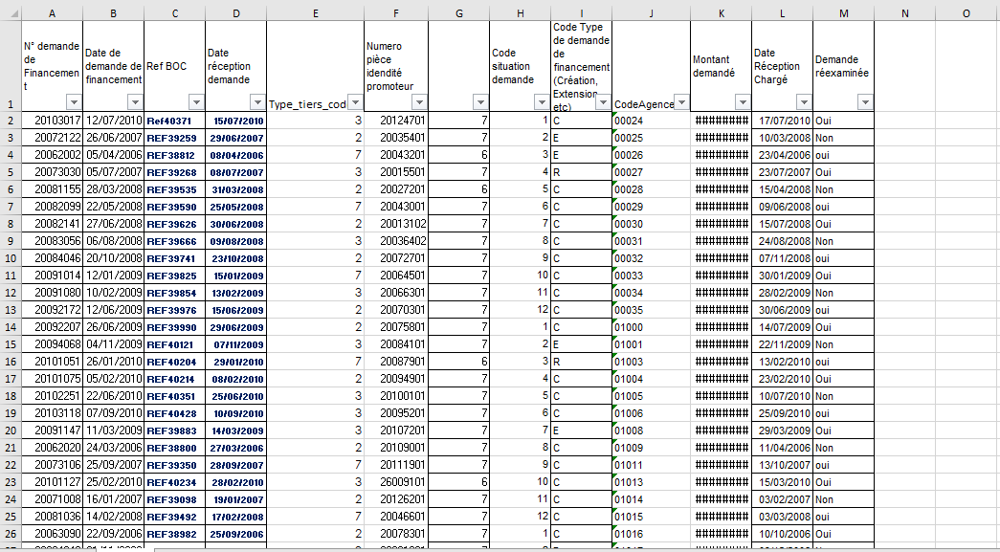 A B C D E F G H I J K L M N O
1 N° demande de Financement Date de demande de financement Ref BOC Date réception demande Type_tiers_cod Numero pièce idendité promoteur Code situation demande Code Type de demande de financement (Création, Extension, etc) CodeAgence Montant demandé Date Réception Chargé Demande réexaminée
2 20103017 12/07/2010 Ref40371 15/07/2010 3 20124701 7 1 C 00024 ######## 17/07/2010 Oui
3 20072122 26/06/2007 REF39259 29/06/2007 2 20035401 7 2 E 00025 ######## 10/03/2008 Non
4 20062002 05/04/2006 REF38812 08/04/2006 7 20043201 6 3 E 00026 ######## 23/04/2006 oui
5 20073030 05/07/2007 REF39268 08/07/2007 3 20015501 7 4 R 00027 ######## 23/07/2007 Oui
6 20081155 28/03/2008 REF39535 31/03/2008 2 20027201 6 5 C 00028 ######## 15/04/2008 Non
7 20082099 22/05/2008 REF39590 25/05/2008 7 20043001 7 6 C 00029 ######## 09/06/2008 oui
8 20082141 27/06/2008 REF39626 30/06/2008 2 20013102 7 7 C 00030 ######## 15/07/2008 Oui
9 20083056 06/08/2008 REF39666 09/08/2008 3 20036402 7 8 C 00031 ######## 24/08/2008 Non
10 20084046 20/10/2008 REF39741 23/10/2008 2 20072701 7 9 C 00032 ######## 07/11/2008 oui
11 20091014 12/01/2009 REF39825 15/01/2009 7 20064501 7 10 C 00033 ######## 30/01/2009 Oui
12 20091080 10/02/2009 REF39854 13/02/2009 3 20066301 7 11 C 00034 ######## 28/02/2009 Non
13 20092172 12/06/2009 REF39976 15/06/2009 2 20070301 7 12 C 00035 ######## 30/06/2009 oui
14 20092207 26/06/2009 REF39990 29/06/2009 2 20075801 7 1 C 01000 ######## 14/07/2009 Oui
15 20094068 04/11/2009 REF40121 07/11/2009 3 20084101 7 2 E 01001 ######## 22/11/2009 Non
16 20101051 26/01/2010 REF40204 29/01/2010 7 20087901 6 3 R 01003 ######## 13/02/2010 oui
17 20101075 05/02/2010 REF40214 08/02/2010 2 20094901 7 4 C 01004 ######## 23/02/2010 Oui
18 20102251 22/06/2010 REF40351 25/06/2010 3 20100101 7 5 C 01005 ######## 10/07/2010 Non
19 20103118 07/09/2010 REF40428 10/09/2010 3 20095201 7 6 C 01006 ######## 25/09/2010 oui
20 20091147 11/03/2009 REF39883 14/03/2009 3 20107201 7 7 E 01008 ######## 29/03/2009 Oui
21 20062020 24/03/2006 REF38800 27/03/2006 2 20109001 7 8 C 01009 ######## 11/04/2006 Non
22 20073106 25/09/2007 REF39350 28/09/2007 7 20111901 7 9 C 01011 ######## 13/10/2007 oui
23 20101127 25/02/2010 REF40234 28/02/2010 3 26009101 6 10 C 01013 ######## 15/03/2010 Oui
24 20071008 16/01/2007 REF39098 19/01/2007 2 20126201 7 11 C 01014 ######## 03/02/2007 Non
25 20081036 14/02/2008 REF39492 17/02/2008 7 20046601 7 12 C 01015 ######## 03/03/2008 oui
26 20063090 22/09/2006 REF38982 25/09/2006 2 20078301 7 1 C 01016 ######## 10/10/2006 Oui